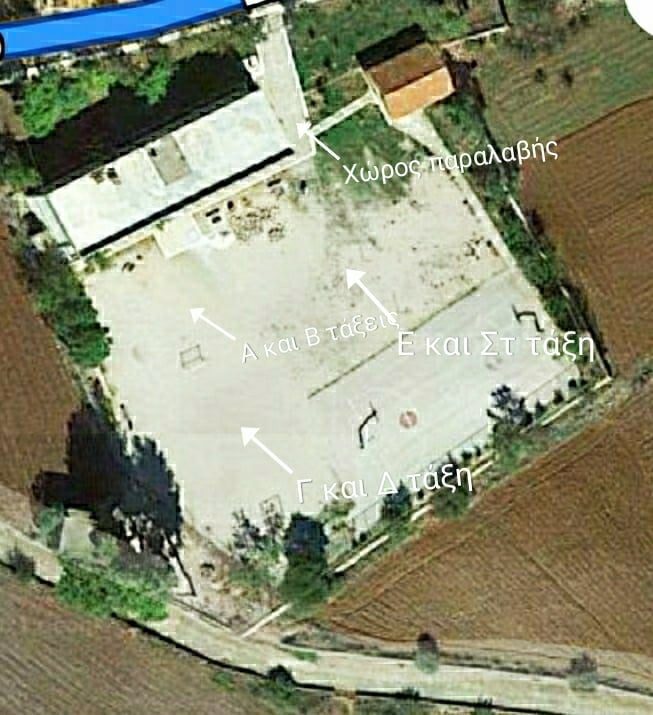 Χώρος παραλαβής
Α και Β τάξεις
Ε και Στ τάξη
Γ και Δ τάξη